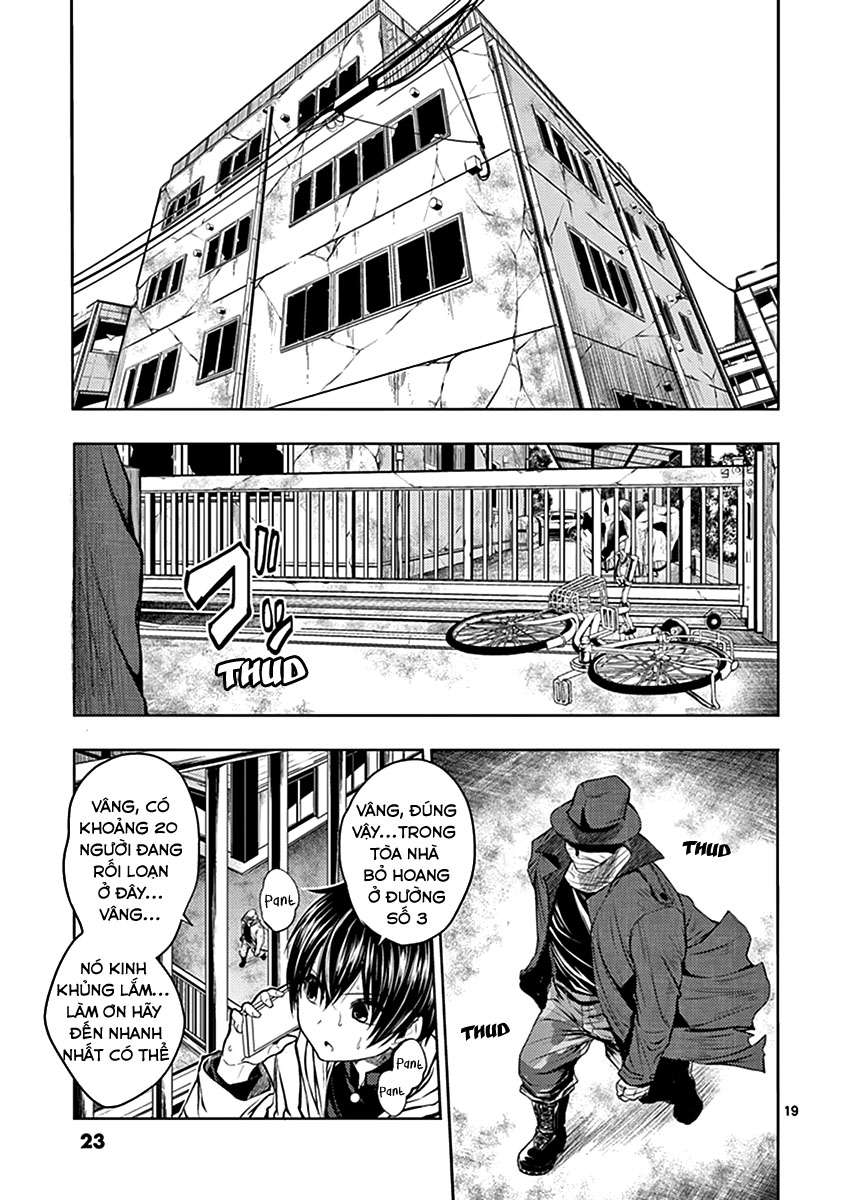 ブブッ
THUD
THUD
THUD
VÂNG, ĐÚNG
VẬY...TRONG
TÒA NHÀ
BỎ HOANG
Ở ĐƯỜNG
SỐ 3
Pant
VÂNG, CÓ
KHOẢNG 20
NGƯỜI ĐANG
RỐI LOẠN
Ở ĐÂY...
VÂNG...
NÓ KINH
KHỦNG LẮM...
LÀM ƠN HÃY
ĐẾN NHANH
NHẤT CÓ THỂ
Pant
Pant
19
23